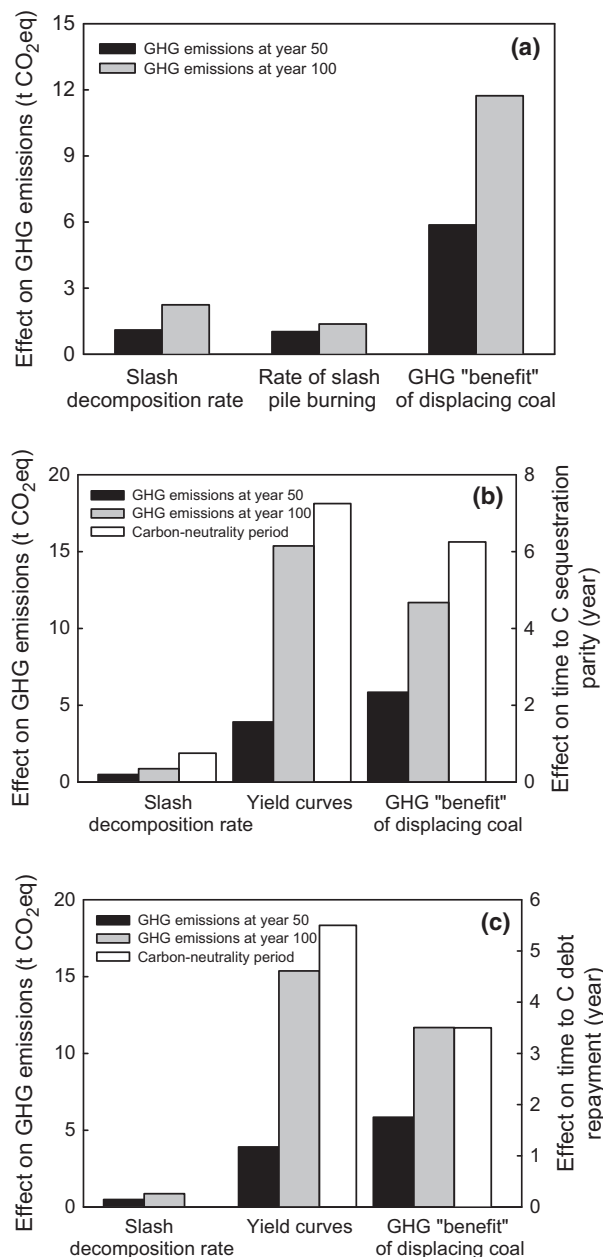 (a)
GHG emissions at year 50
GHG emissions at year 100
Effect on GHG emissions (t CO2eq)
15
12
9
6
3
0
Slash
decomposition rate
Rate of slash
pile burning
GHG "benefit"
of displacing coal
(b)
GHG emissions at year 50
GHG emissions at year 100
Carbon-neutrality period
Effect on GHG emissions (t CO2eq)
20
15
10
5
0
8
6
4
2
0
Effect on time to C sequestration
parity (year)
Slash
decomposition rate
Yield curves
GHG "benefit"
of displacing coal
(c)
GHG emissions at year 50
GHG emissions at year 100
Carbon-neutrality period
Effect on GHG emissions (t CO2eq)
20
15
10
5
0
6
5
4
3
2
1
0
Effect on time to C debt
repayment (year)
Slash
decomposition rate
Yield curves
GHG "benefit"
of displacing coal